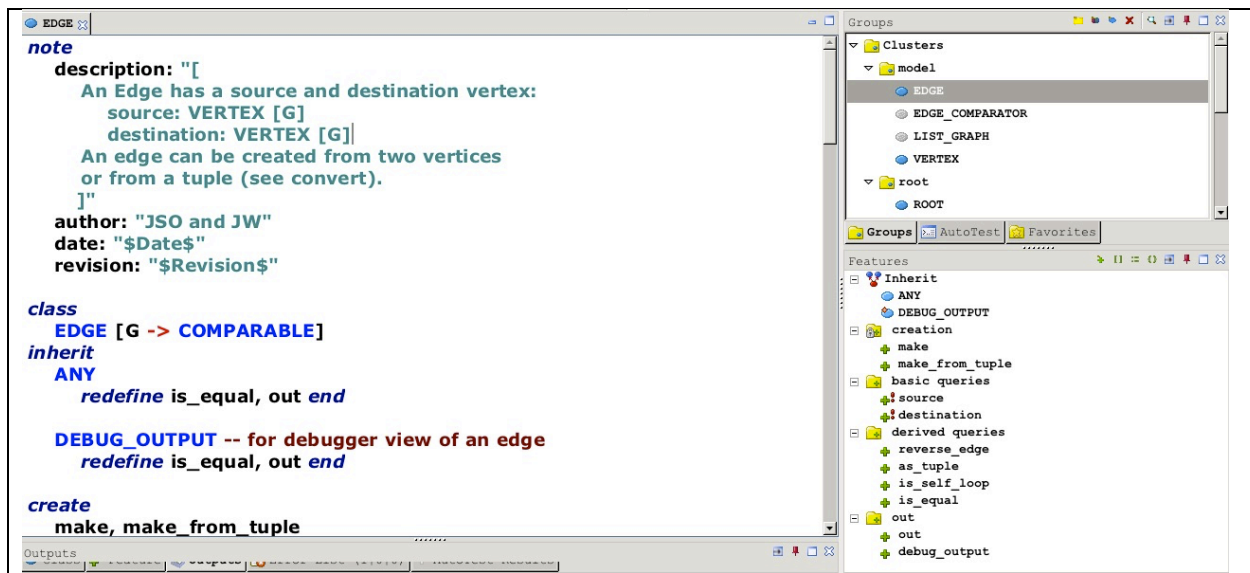 EDGE
note
description: "[
An Edge has a source and destination vertex:
source: VERTEX [G]
destination: VERTEX [G]
An edge can be created from two vertices
or from a tuple (see convert).
]"
author: "JSO and JW"
date: "$Date$"
revision: "$Revision$"
class
EDGE [G -> COMPARABLE]
inherit
ANY
redefine is_equal, out end
DEBUG_OUTPUT -- for debugger view of an edge
redefine is_equal, out end
create
make, make_from_tuple
Outputs
Groups
Clusters
model
EDGE
EDGE_COMPARATOR
LIST_GRAPH
VERTEX
root
ROOT
Groups AutoTest Favorites
Features
Inherit
ANY
DEBUG_OUTPUT
creation
make
make_from_tuple
basic queries
source
destination
derived queries
reverse_edge
as_tuple
is_self_loop
is_equal
out
out
debug_output